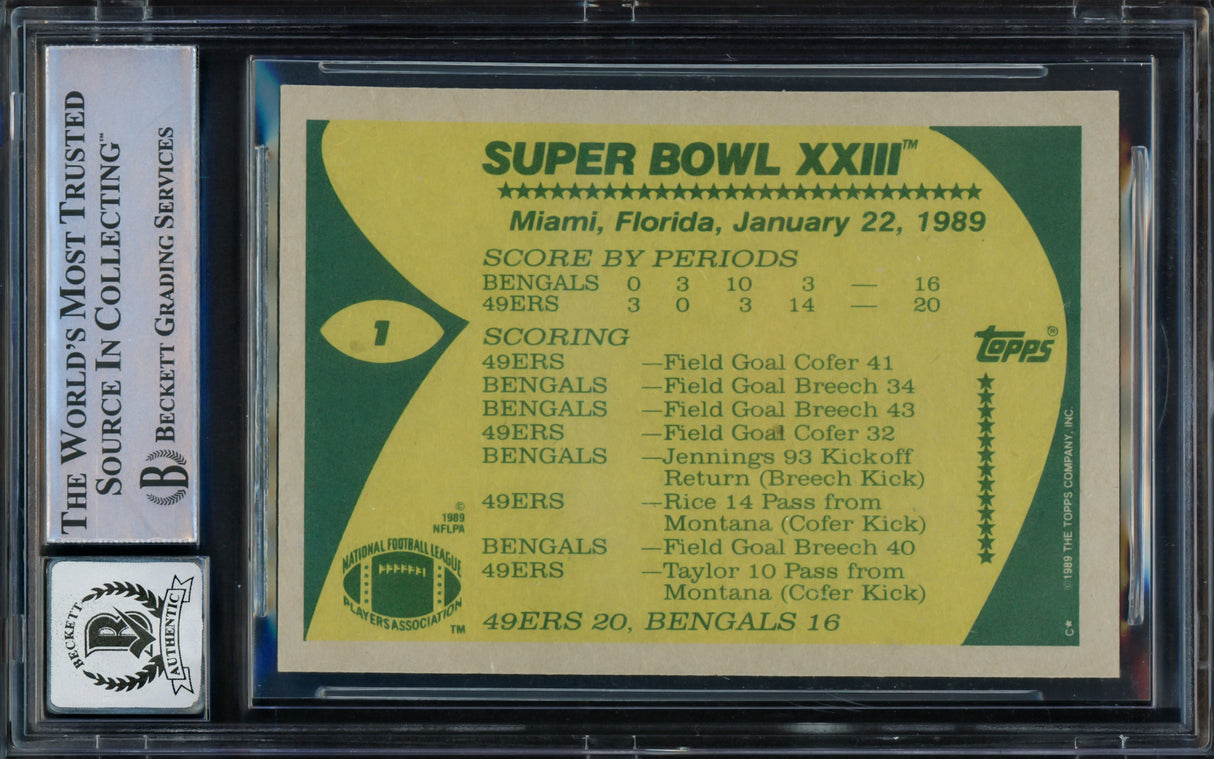 THE WORLD'S MOST TRUSTED
SOURCE IN COLLECTING™
BECKETT GRADING SERVICES
B
BECKETT
B
AUTHENTIC
SUPER BOWL XXIII™
Miami, Florida, January 22, 1989
SCORE BY PERIODS
BENGALS 0 3 10 3 — 16
49ERS 3 0 3 14 — 20
1
SCORING
49ERS —Field Goal Cofer 41
BENGALS —Field Goal Breech 34
BENGALS —Field Goal Breech 43
49ERS —Field Goal Cofer 32
BENGALS —Jennings 93 Kickoff
Return (Breech Kick)
49ERS —Rice 14 Pass from
Montana (Cofer Kick)
BENGALS —Field Goal Breech 40
49ERS —Taylor 10 Pass from
Montana (Cofer Kick)
49ERS 20, BENGALS 16
©
1989
NFLPA
NATIONAL FOOTBALL LEAGUE
PLAYERS ASSOCIATION
TM
Topps®
©1989 THE TOPPS COMPANY, INC.
C*